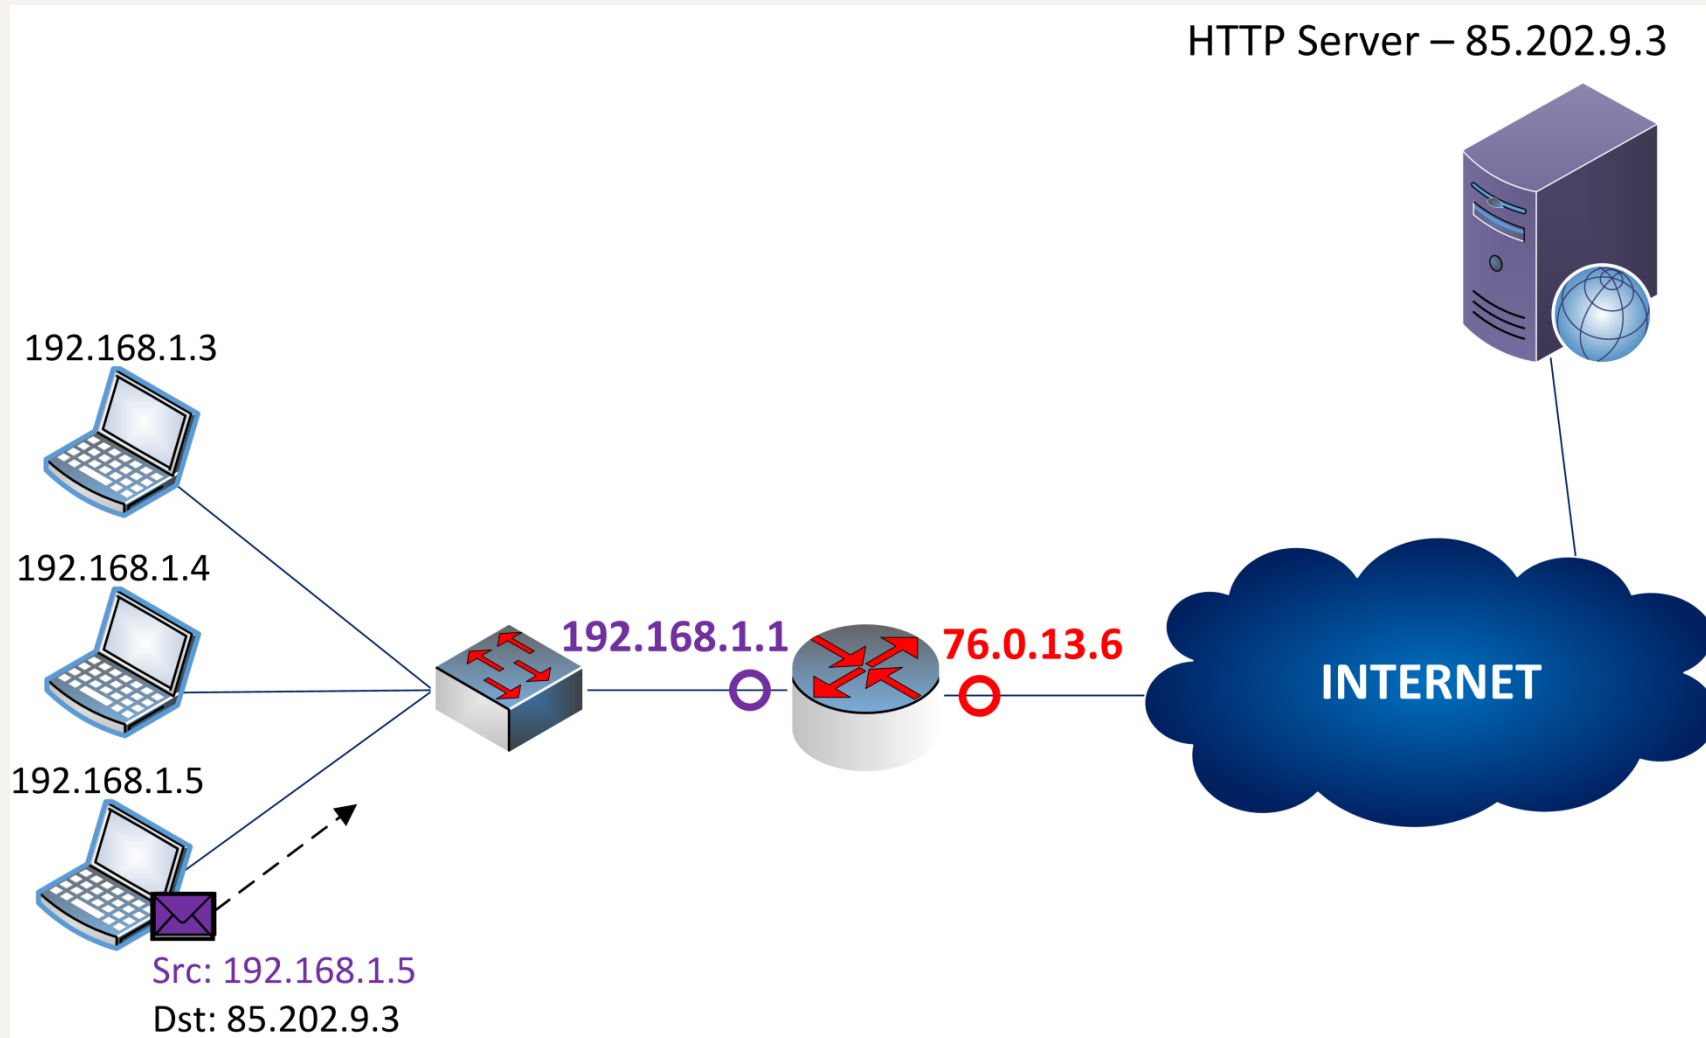 HTTP Server – 85.202.9.3
192.168.1.3
192.168.1.4
192.168.1.1
76.0.13.6
INTERNET
192.168.1.5
Src: 192.168.1.5
Dst: 85.202.9.3